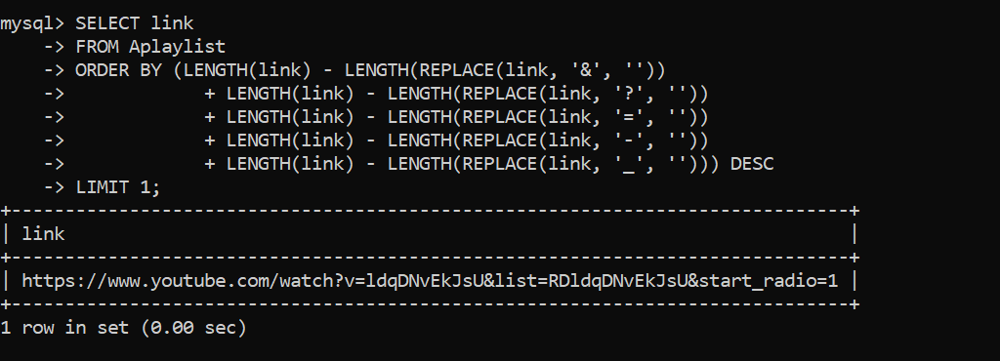 mysql> SELECT link
    -> FROM Aplaylist
    -> ORDER BY (LENGTH(link) - LENGTH(REPLACE(link, '&', ''))
    ->             + LENGTH(link) - LENGTH(REPLACE(link, '?', ''))
    ->             + LENGTH(link) - LENGTH(REPLACE(link, '=', ''))
    ->             + LENGTH(link) - LENGTH(REPLACE(link, '-', ''))
    ->             + LENGTH(link) - LENGTH(REPLACE(link, '_', ''))) DESC
    -> LIMIT 1;
+------------------------------------------------------------------------------+
| link                                                                         |
+------------------------------------------------------------------------------+
| https://www.youtube.com/watch?v=ldqDNvEkJsU&list=RDldqDNvEkJsU&start_radio=1 |
+------------------------------------------------------------------------------+
1 row in set (0.00 sec)